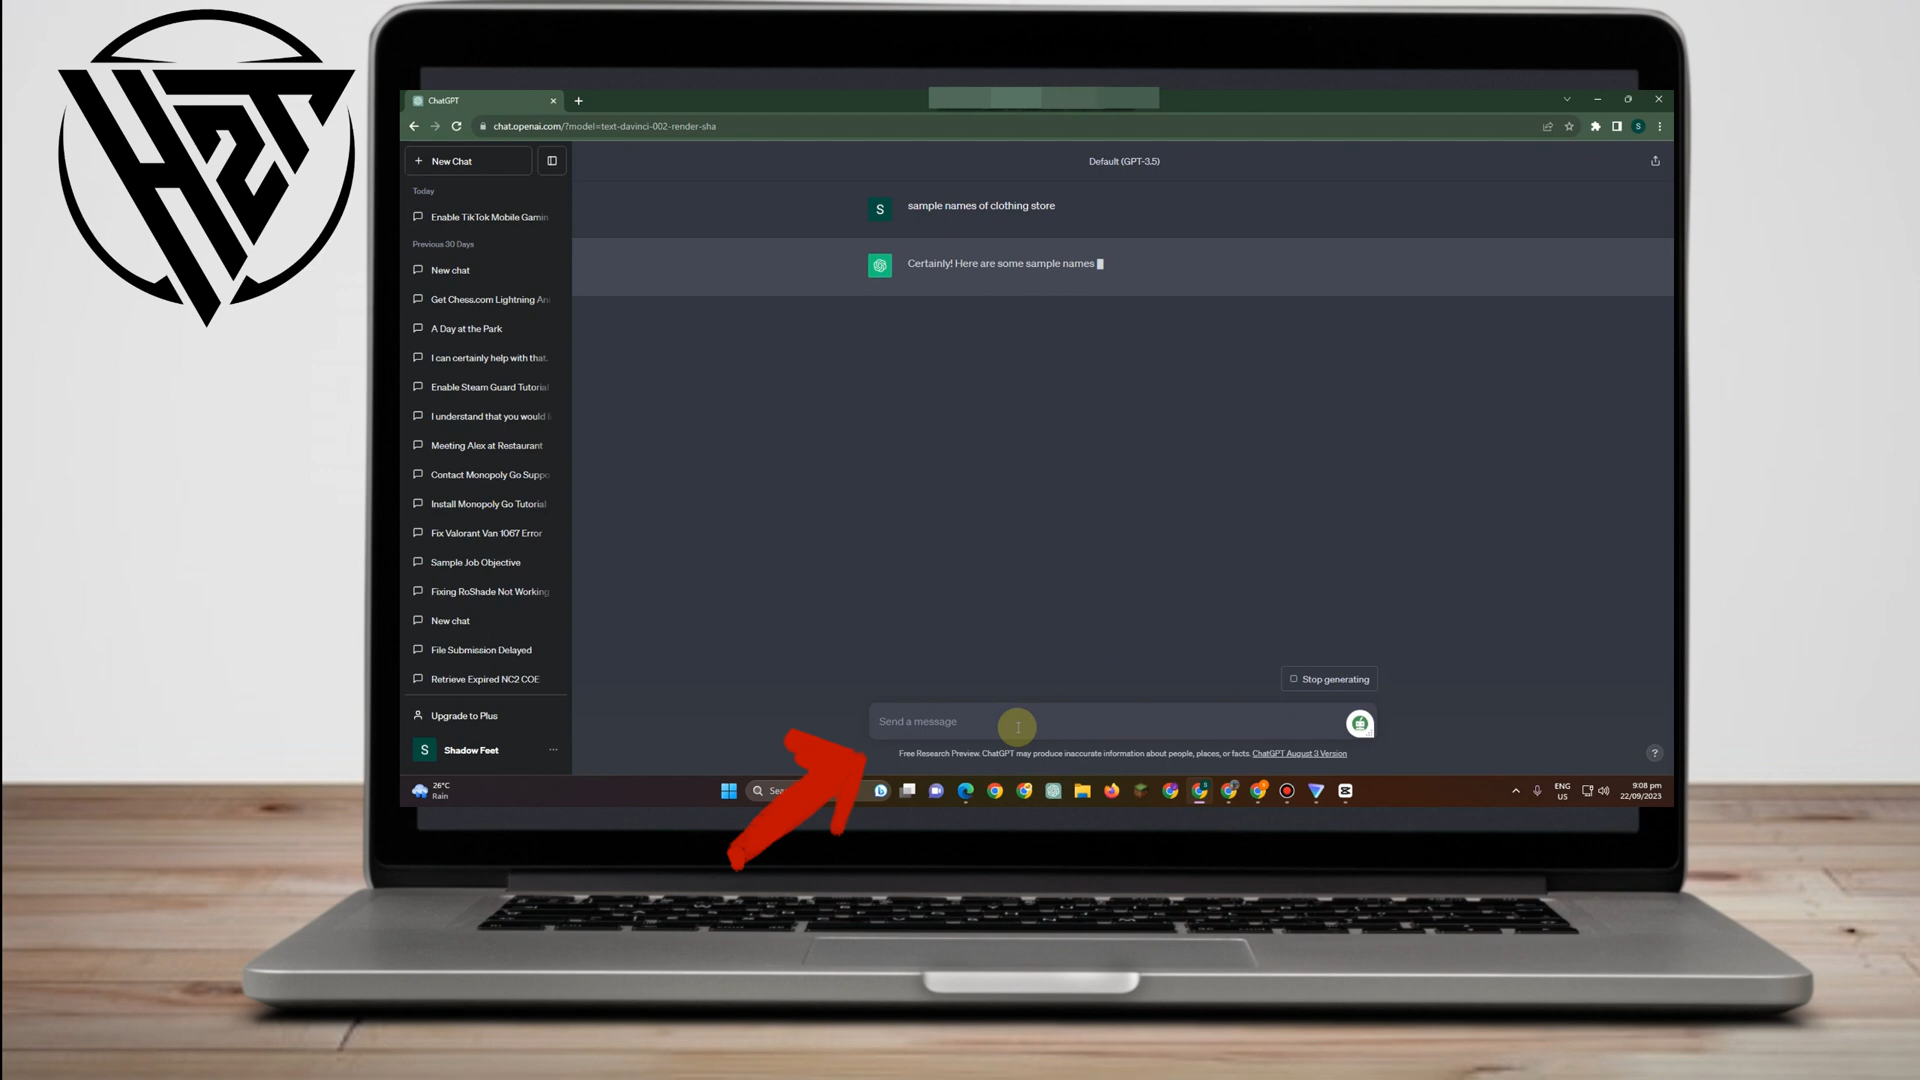 H2T
ChatGPT
chat.openai.com/?model=text-davinci-002-render-sha
New Chat
Default (GPT-3.5)
Today
Enable TikTok Mobile Gamin
Previous 30 Days
New chat
Get Chess.com Lightning An
A Day at the Park
I can certainly help with that.
Enable Steam Guard Tutorial
I understand that you would l
Meeting Alex at Restaurant
Contact Monopoly Go Suppo
Install Monopoly Go Tutorial
Fix Valorant Van 1067 Error
Sample Job Objective
Fixing RoShade Not Working
New chat
File Submission Delayed
Retrieve Expired NC2 COE
Upgrade to Plus
S Shadow Feet
S sample names of clothing store
Certainly! Here are some sample names
Stop generating
Send a message
Free Research Preview. ChatGPT may produce inaccurate information about people, places, or facts. ChatGPT August 3 Version
?
26°C
Rain
Sea
ENG
US
9:08 pm
22/09/2023